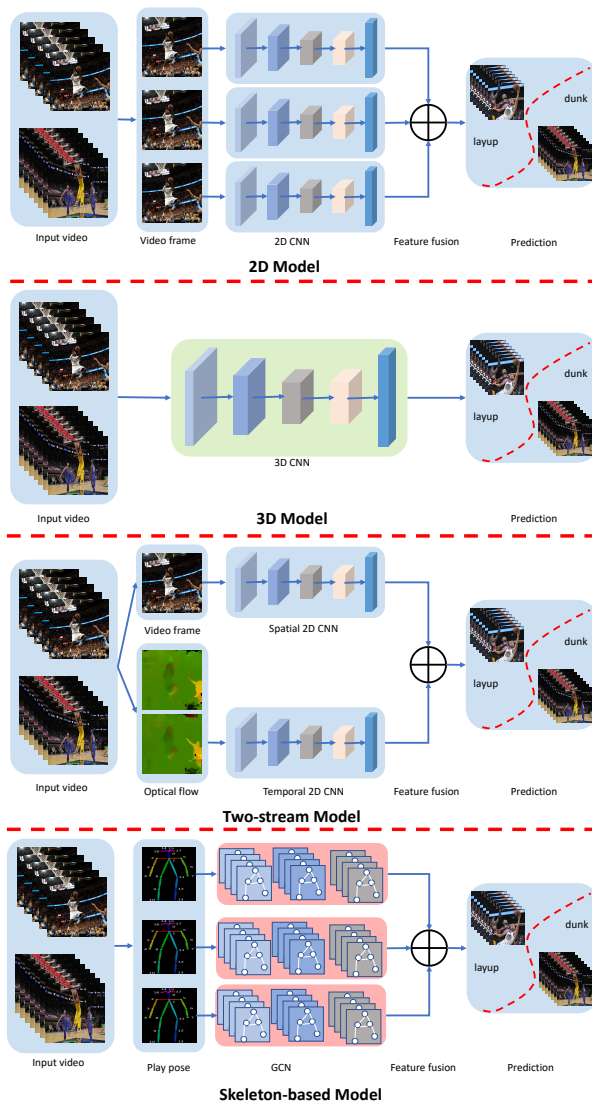 dunk
layup
Input video
Video frame
2D CNN
Feature fusion
Prediction
2D Model
dunk
layup
3D CNN
Input video
3D Model
Prediction
dunk
Video frame
Spatial 2D CNN
layup
Input video
Optical flow
Temporal 2D CNN
Feature fusion
Prediction
Two-stream Model
dunk
layup
Input video
Play pose
GCN
Feature fusion
Prediction
Skeleton-based Model